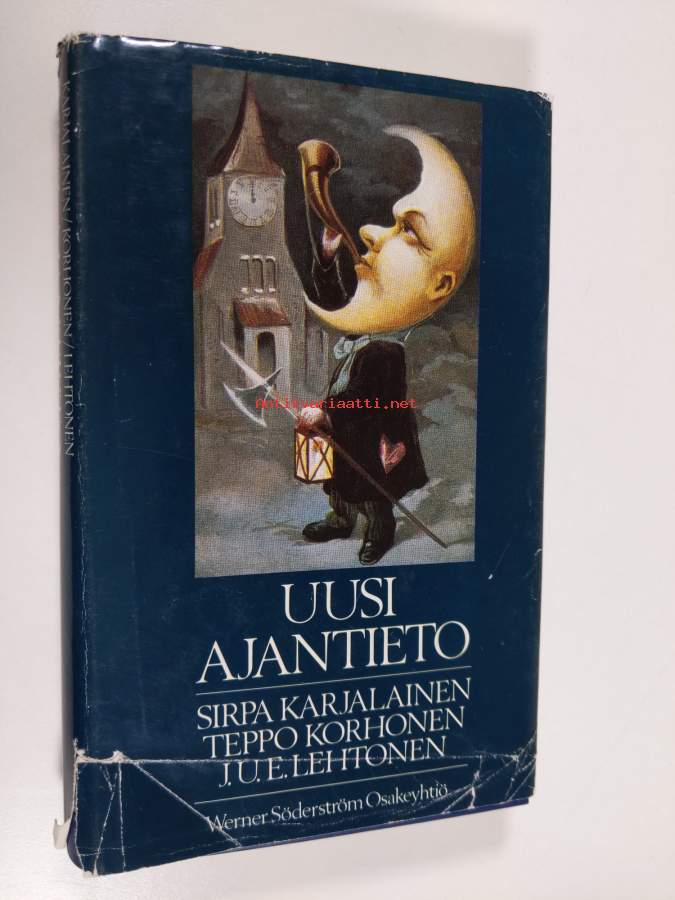 KARJALAINEN / KORHONEN / LEHTONEN
antikvariaatti.net
UUSI
AJANTIETO
SIRPA KARJALAINEN
TEPPO KORHONEN
J. U. E. LEHTONEN
Werner Söderström Osakeyhtiö